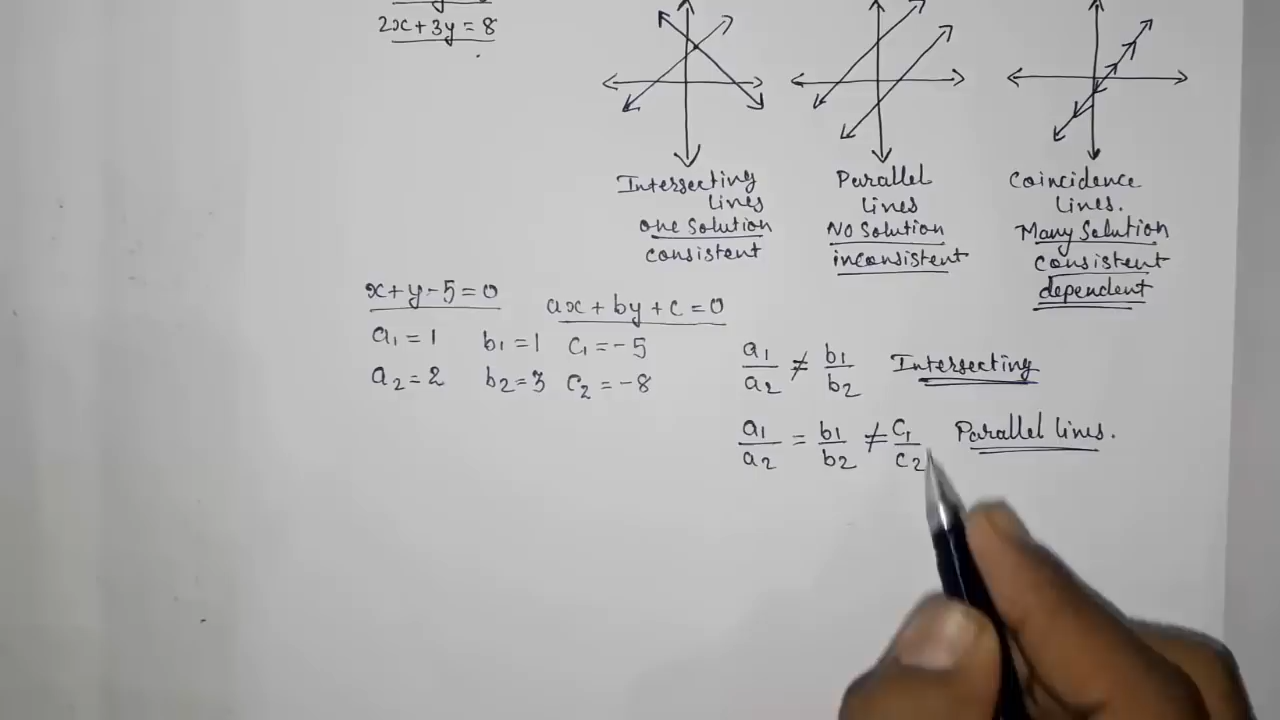 2x + 3y = 8
Intersecting
lines
one solution
consistent
Parallel
lines
No Solution
inconsistent
Coincidence
lines.
Many Solution
consistent
dependent
x + y - 5 = 0
ax + by + c = 0
a₁ = 1 b₁ = 1 c₁ = -5
a₂ = 2 b₂ = 3 c₂ = -8
a₁/a₂ ≠ b₁/b₂ Intersecting
a₁/a₂ = b₁/b₂ ≠ c₁/c₂ Parallel lines.